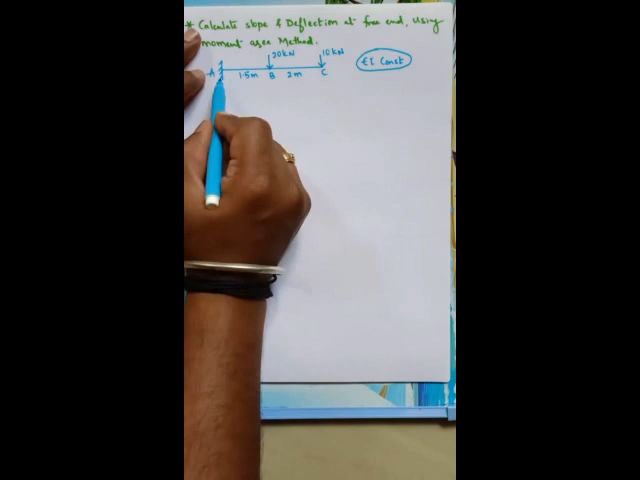 * Calculate slope & Deflection at free end, using
moment area Method.
20kN 10kN
A 1.5m B 2m C
EI Const